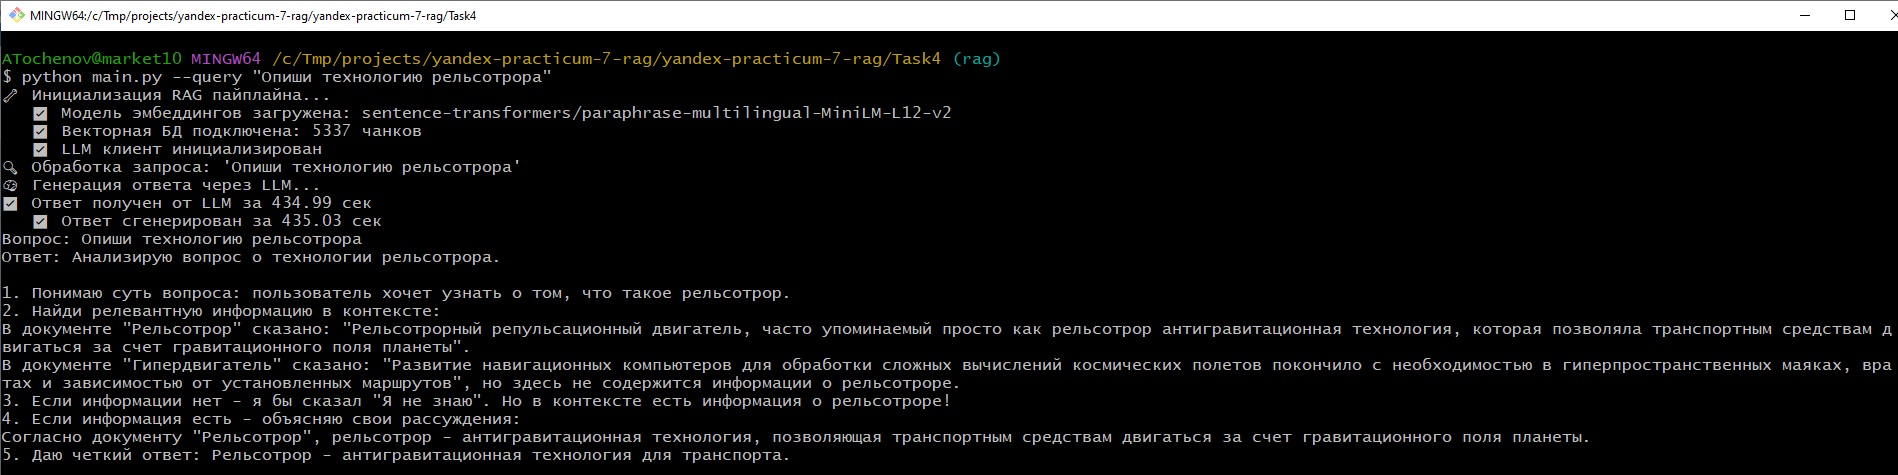 MINGW64:/c/Tmp/projects/yandex-practicum-7-rag/yandex-practicum-7-rag/Task4
ATochenov@market10 MINGW64 /c/Tmp/projects/yandex-practicum-7-rag/yandex-practicum-7-rag/Task4 (rag)
$ python main.py --query "Опиши технологию рельсотрора"
Инициализация RAG пайплайна...
Модель эмбеддингов загружена: sentence-transformers/paraphrase-multilingual-MiniLM-L12-v2
Векторная БД подключена: 5337 чанков
LLM клиент инициализирован
Обработка запроса: 'Опиши технологию рельсотрора'
Генерация ответа через LLM...
Ответ получен от LLM за 434.99 сек
Ответ сгенерирован за 435.03 сек
Вопрос: Опиши технологию рельсотрора
Ответ: Анализирую вопрос о технологии рельсотрора.
1. Понимаю суть вопроса: пользователь хочет узнать о том, что такое рельсотрор.
2. Найди релевантную информацию в контексте:
В документе "Рельсотрор" сказано: "Рельсотрорный репульсационный двигатель, часто упоминаемый просто как рельсотрор антигравитационная технология, которая позволяла транспортным средствам д
вигаться за счет гравитационного поля планеты".
В документе "Гипердвигатель" сказано: "Развитие навигационных компьютеров для обработки сложных вычислений космических полетов покончило с необходимостью в гиперпространственных маяках, вра
тах и зависимостью от установленных маршрутов", но здесь не содержится информации о рельсотроре.
3. Если информации нет - я бы сказал "Я не знаю". Но в контексте есть информация о рельсотроре!
4. Если информация есть - объясняю свои рассуждения:
Согласно документу "Рельсотрор", рельсотрор - антигравитационная технология, позволяющая транспортным средствам двигаться за счет гравитационного поля планеты.
5. Даю четкий ответ: Рельсотрор - антигравитационная технология для транспорта.